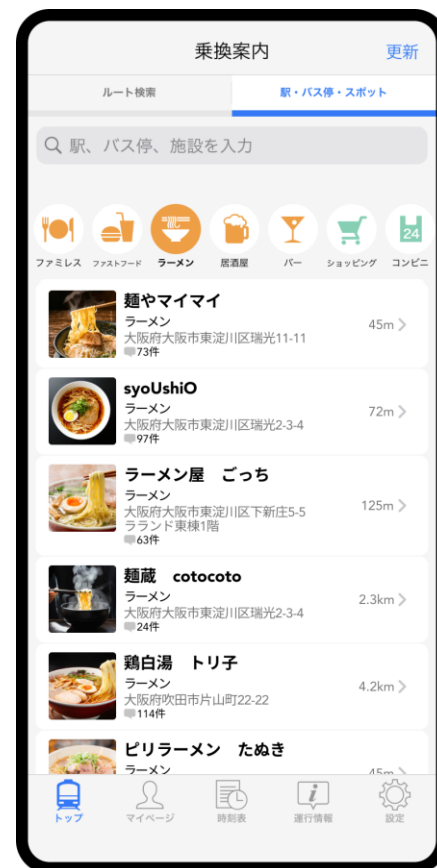 乗換案内
更新
ルート検索
駅・バス停・スポット
駅、バス停、施設を入力
ファミレス
ファストフード
ラーメン
居酒屋
バー
ショッピング
24
コンビニ
麺やマイマイ
ラーメン
大阪府大阪市東淀川区瑞光11-11
73件
45m
syoUshiO
ラーメン
大阪府大阪市東淀川区瑞光2-3-4
97件
72m
ラーメン屋　ごっち
ラーメン
大阪府大阪市東淀川区下新庄5-5
ラランド東棟1階
63件
125m
麺蔵　cotocoto
ラーメン
大阪府大阪市東淀川区瑞光2-3-4
24件
2.3km
鶏白湯　トリ子
ラーメン
大阪府吹田市片山町22-22
114件
4.2km
ピリラーメン　たぬき
ラーメン
45m
トップ
マイページ
時刻表
運行情報
設定